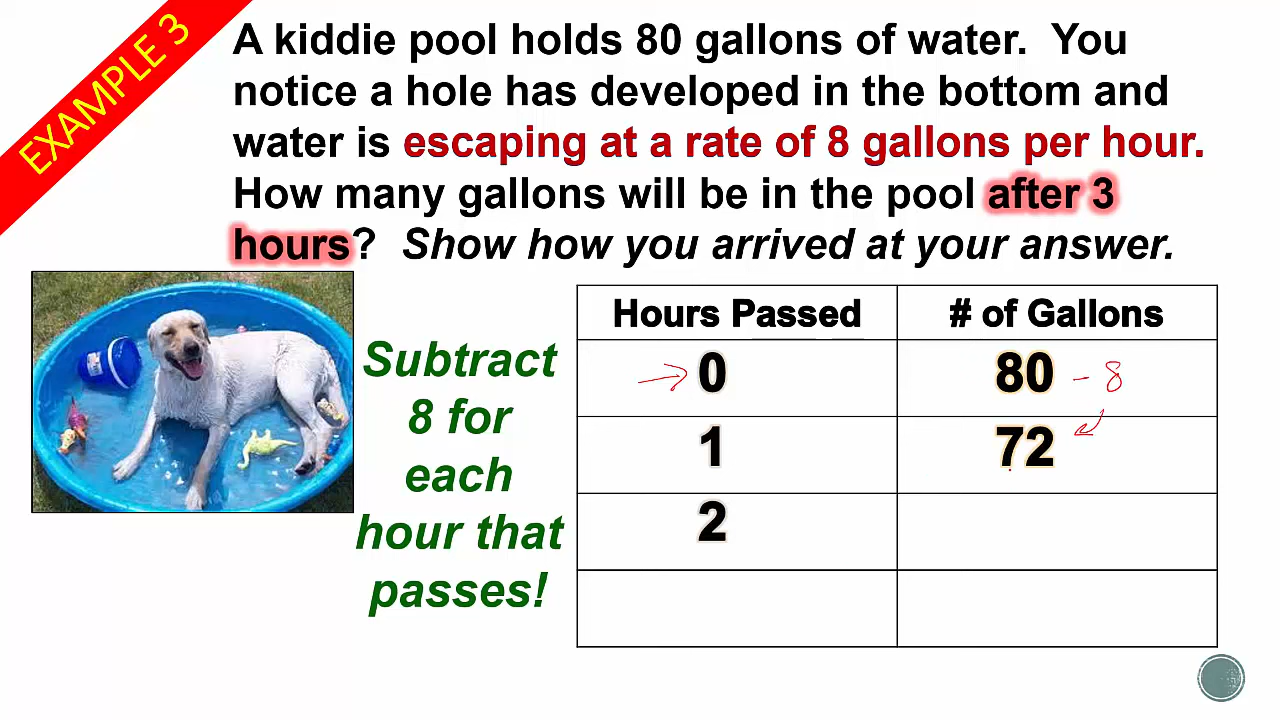 EXAMPLE 3
A kiddie pool holds 80 gallons of water. You
notice a hole has developed in the bottom and
water is escaping at a rate of 8 gallons per hour.
How many gallons will be in the pool after 3
hours? Show how you arrived at your answer.
Subtract
8 for
each
hour that
passes!
Hours Passed # of Gallons
0 80 - 8
1 72
2